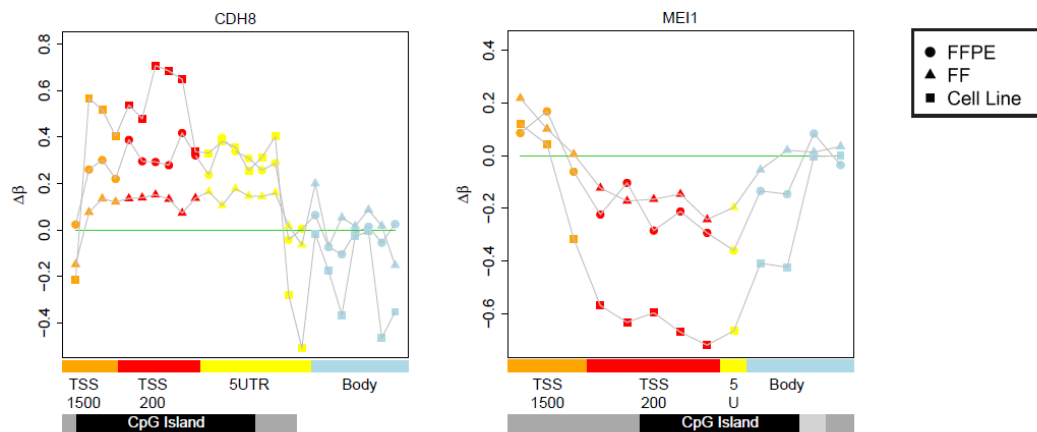 CDH8
MEI1
Δβ
0.8
0.6
0.4
0.2
0.0
−0.2
−0.4
TSS
1500
TSS
200
5UTR
Body
CpG Island
Δβ
0.4
0.2
0.0
−0.2
−0.4
−0.6
TSS
1500
TSS
200
5
U
Body
CpG Island
FFPE
FF
Cell Line